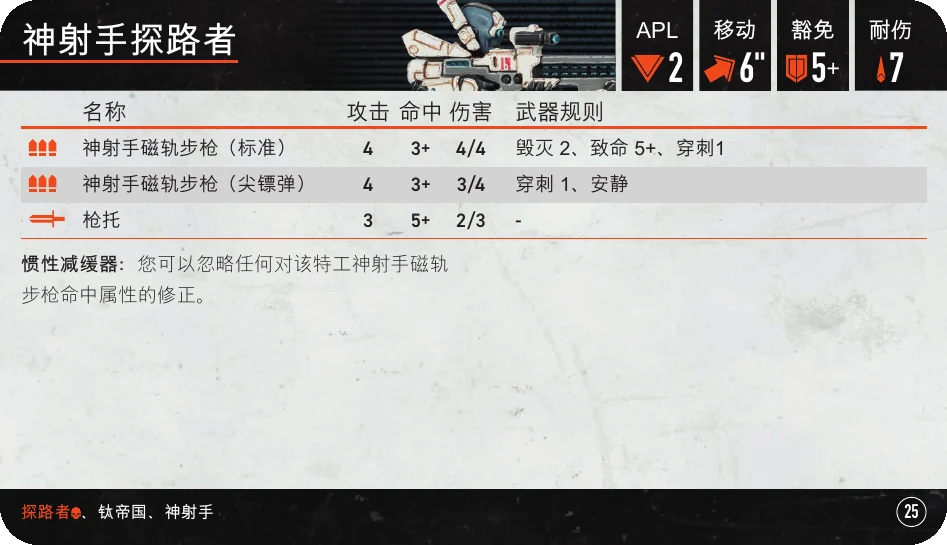 神射手探路者
APL 移动 豁免 耐伤
2 6" 5+ 7
名称 攻击 命中 伤害 武器规则
神射手磁轨步枪（标准） 4 3+ 4/4 毁灭 2、致命 5+、穿刺1
神射手磁轨步枪（尖镖弹） 4 3+ 3/4 穿刺 1、安静
枪托 3 5+ 2/3 -
惯性减缓器：您可以忽略任何对该特工神射手磁轨
步枪命中属性的修正。
探路者、钛帝国、神射手
25